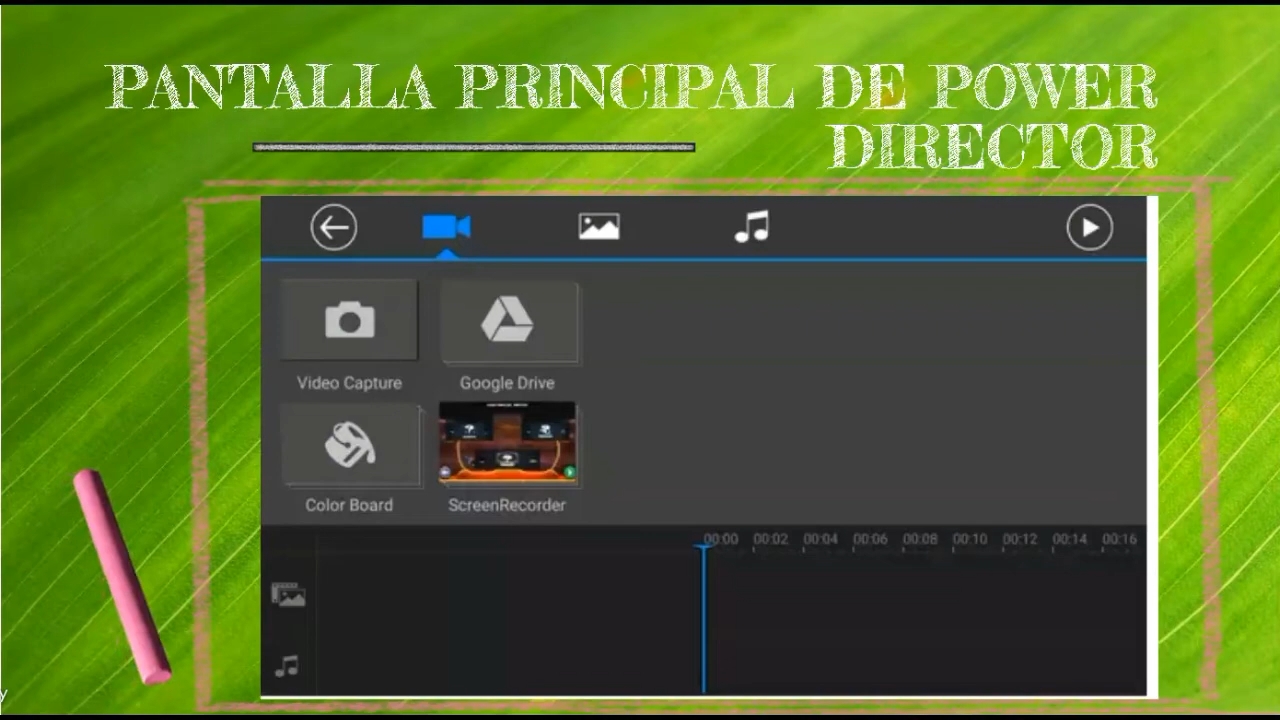 PANTALLA PRINCIPAL DE POWER
DIRECTOR
Video Capture
Google Drive
Color Board
ScreenRecorder
00:00 00:02 00:04 00:06 00:08 00:10 00:12 00:14 00:16
y